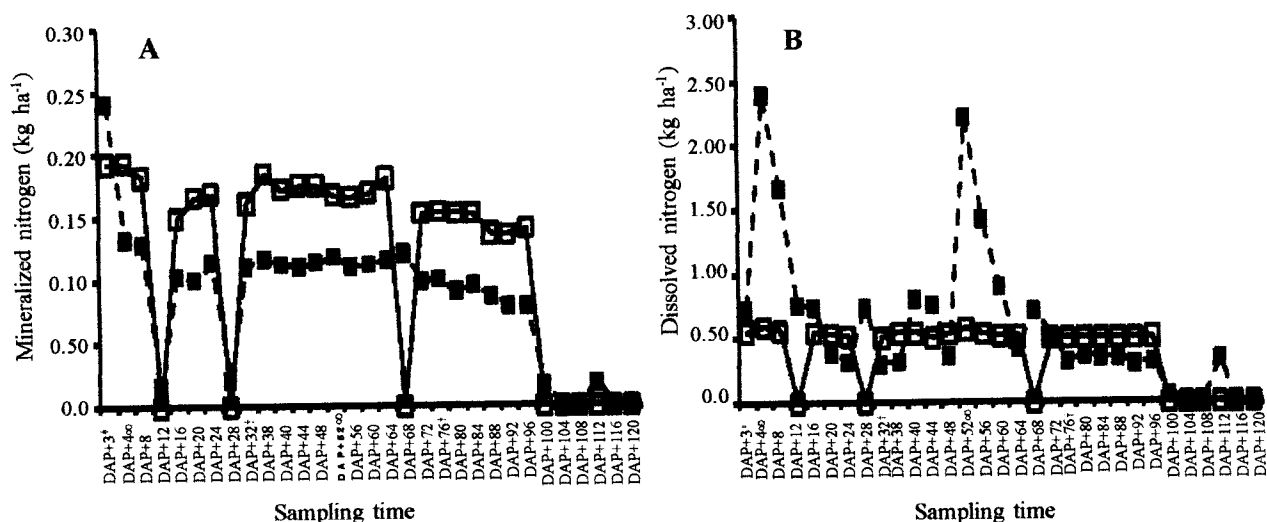 A
Mineralized nitrogen (kg ha⁻¹)
0.30
0.25
0.20
0.15
0.10
0.50
0.0
DAP+3‡
DAP+4∞
DAP+8
DAP+12
DAP+16
DAP+20
DAP+24
DAP+28
DAP+32†
DAP+38
DAP+40
DAP+44
DAP+48
DAP+52∞
DAP+56
DAP+60
DAP+64
DAP+68
DAP+72
DAP+76†
DAP+80
DAP+84
DAP+88
DAP+92
DAP+96
DAP+100
DAP+104
DAP+108
DAP+112
DAP+116
DAP+120
Sampling time
B
Dissolved nitrogen (kg ha⁻¹)
3.00
2.50
2.00
1.50
1.00
0.50
0.0
DAP+3‡
DAP+4∞
DAP+8
DAP+12
DAP+16
DAP+20
DAP+24
DAP+28
DAP+32†
DAP+38
DAP+40
DAP+44
DAP+48
DAP+52∞
DAP+56
DAP+60
DAP+64
DAP+68
DAP+72
DAP+76†
DAP+80
DAP+84
DAP+88
DAP+92
DAP+96
DAP+100
DAP+104
DAP+108
DAP+112
DAP+116
DAP+120
Sampling time